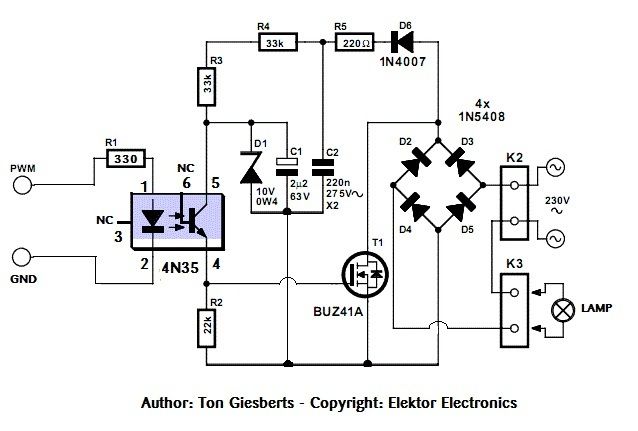 R4
33k
R5
220Ω
D6
1N4007
R3
33k
4x
1N5408
R1
330
PWM
NC
6
5
1
D1
10V
0W4
C1
2µ2
63V
C2
220n
275V~
X2
D2
D3
K2
230V
~
NC
3
D4
D5
2
4N35
4
T1
GND
BUZ41A
K3
LAMP
R2
22k
Author: Ton Giesberts - Copyright: Elektor Electronics